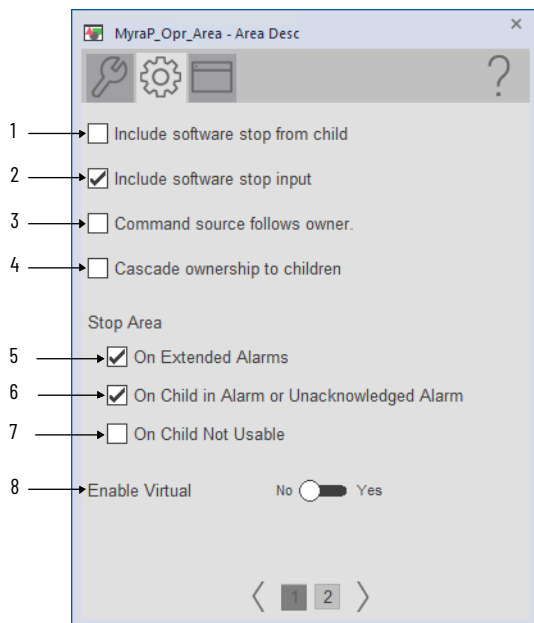 MyraP_Opr_Area - Area Desc
?
1 Include software stop from child
2 Include software stop input
3 Command source follows owner.
4 Cascade ownership to children
Stop Area
5 On Extended Alarms
6 On Child in Alarm or Unacknowledged Alarm
7 On Child Not Usable
8 Enable Virtual No Yes
1 2